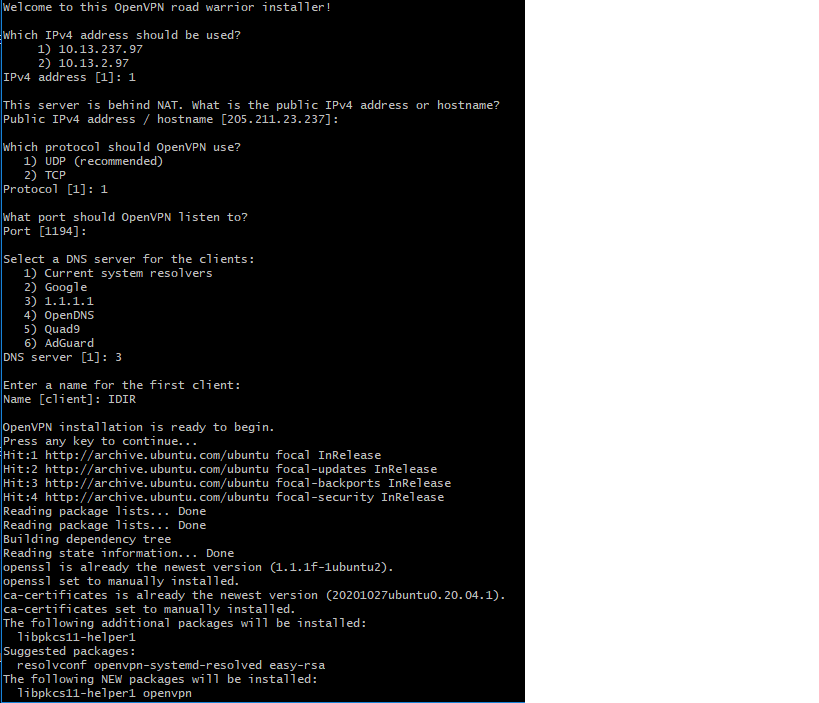 Welcome to this OpenVPN road warrior installer!
Which IPv4 address should be used?
1) 10.13.237.97
2) 10.13.2.97
IPv4 address [1]: 1
This server is behind NAT. What is the public IPv4 address or hostname?
Public IPv4 address / hostname [205.211.23.237]:
Which protocol should OpenVPN use?
1) UDP (recommended)
2) TCP
Protocol [1]: 1
What port should OpenVPN listen to?
Port [1194]:
Select a DNS server for the clients:
1) Current system resolvers
2) Google
3) 1.1.1.1
4) OpenDNS
5) Quad9
6) AdGuard
DNS server [1]: 3
Enter a name for the first client:
Name [client]: IDIR
OpenVPN installation is ready to begin.
Press any key to continue...
Hit:1 http://archive.ubuntu.com/ubuntu focal InRelease
Hit:2 http://archive.ubuntu.com/ubuntu focal-updates InRelease
Hit:3 http://archive.ubuntu.com/ubuntu focal-backports InRelease
Hit:4 http://archive.ubuntu.com/ubuntu focal-security InRelease
Reading package lists... Done
Reading package lists... Done
Building dependency tree
Reading state information... Done
openssl is already the newest version (1.1.1f-1ubuntu2).
openssl set to manually installed.
ca-certificates is already the newest version (20201027ubuntu0.20.04.1).
ca-certificates set to manually installed.
The following additional packages will be installed:
libpkcs11-helper1
Suggested packages:
resolvconf openvpn-systemd-resolved easy-rsa
The following NEW packages will be installed:
libpkcs11-helper1 openvpn